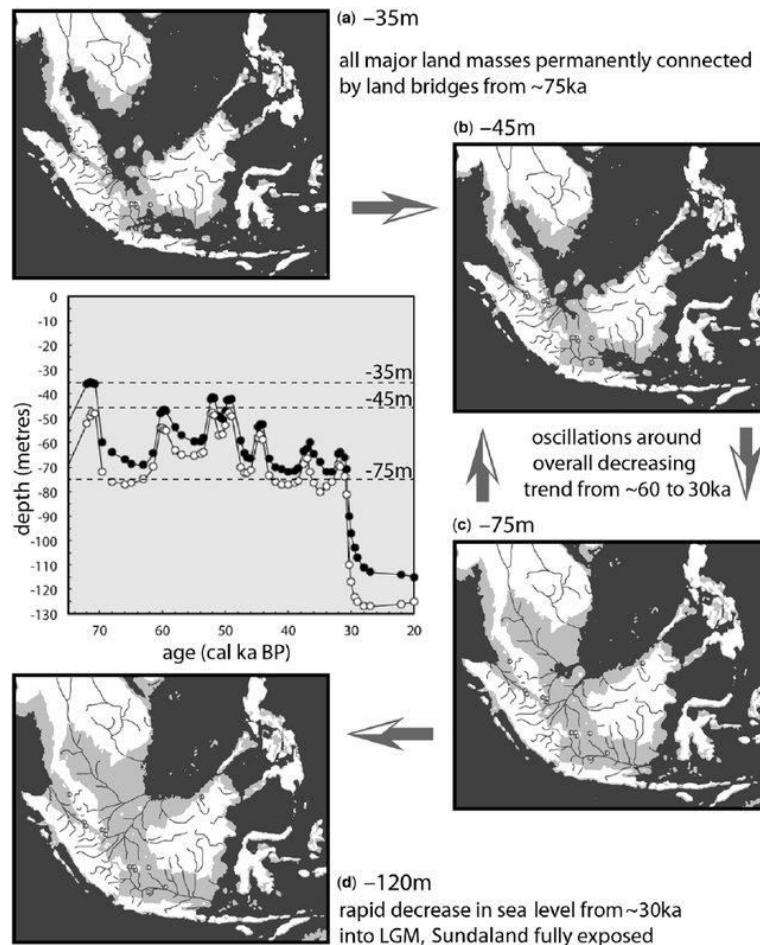 (a) –35m
all major land masses permanently connected
by land bridges from ~75ka
(b) –45m
0
-10
-20
-30
-40
-50
-60
-70
-80
-90
-100
-110
-120
-130
depth (metres)
-35m
-45m
-75m
70
60
50
40
30
20
age (cal ka BP)
oscillations around
overall decreasing
trend from ~60 to 30ka
(c) –75m
(d) –120m
rapid decrease in sea level from ~30ka
into LGM, Sundaland fully exposed